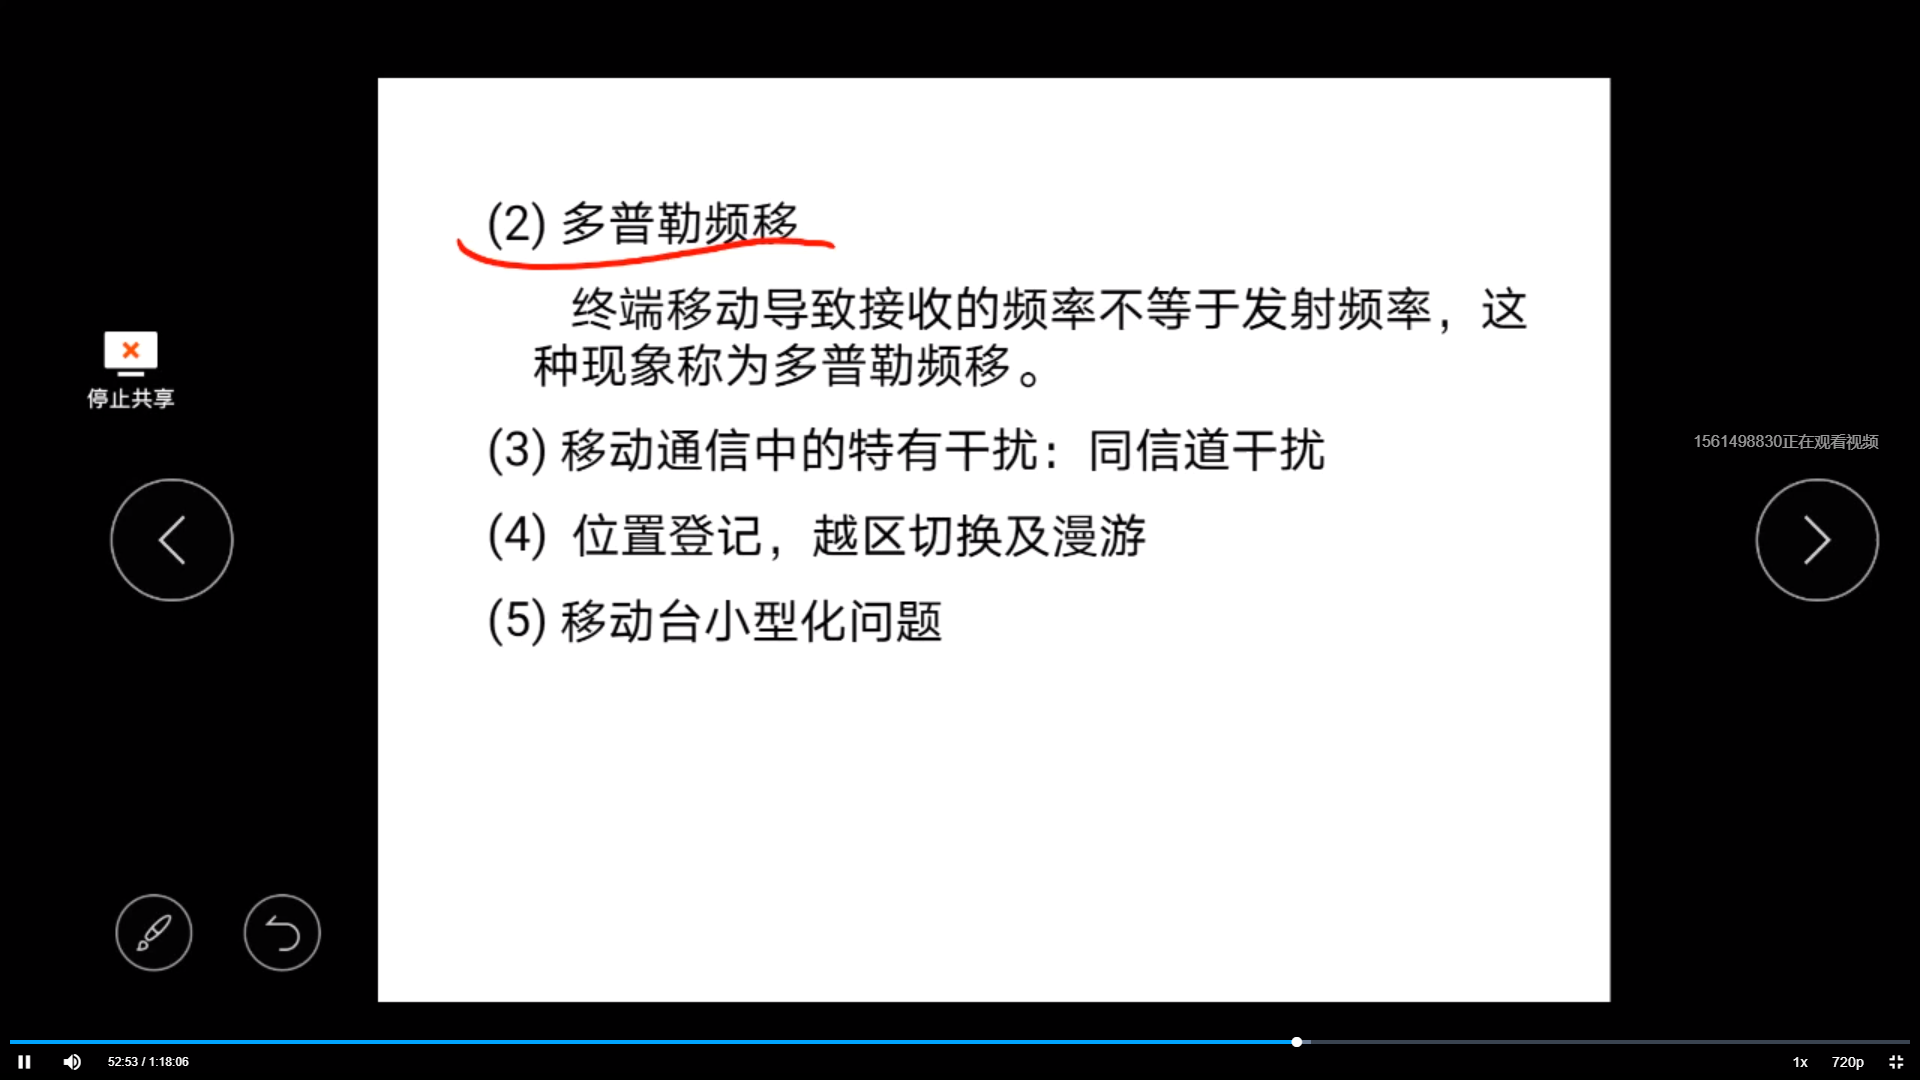 (2) 多普勒频移
终端移动导致接收的频率不等于发射频率，这
种现象称为多普勒频移。
停止共享
(3) 移动通信中的特有干扰：同信道干扰
1561498830正在观看视频
(4) 位置登记，越区切换及漫游
(5) 移动台小型化问题
52:53 / 1:18:06
1x
720p